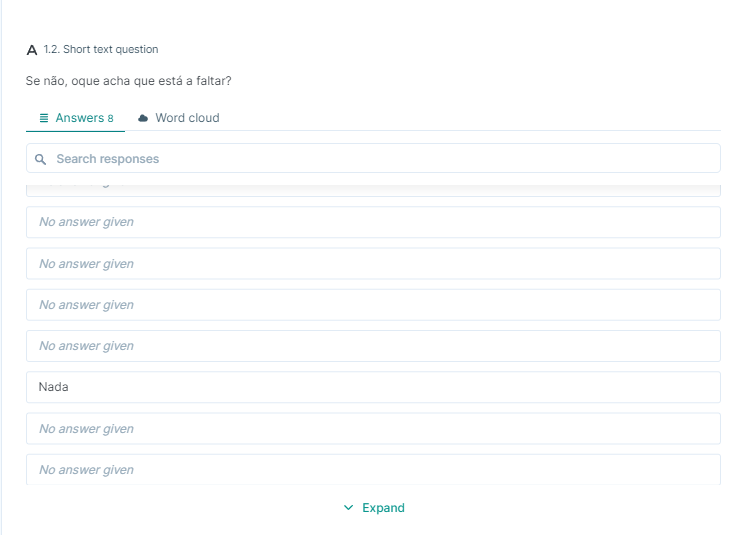 A 1.2. Short text question
Se não, oque acha que está a faltar?
Answers 8
Word cloud
Search responses
No answer given
No answer given
No answer given
No answer given
Nada
No answer given
No answer given
Expand